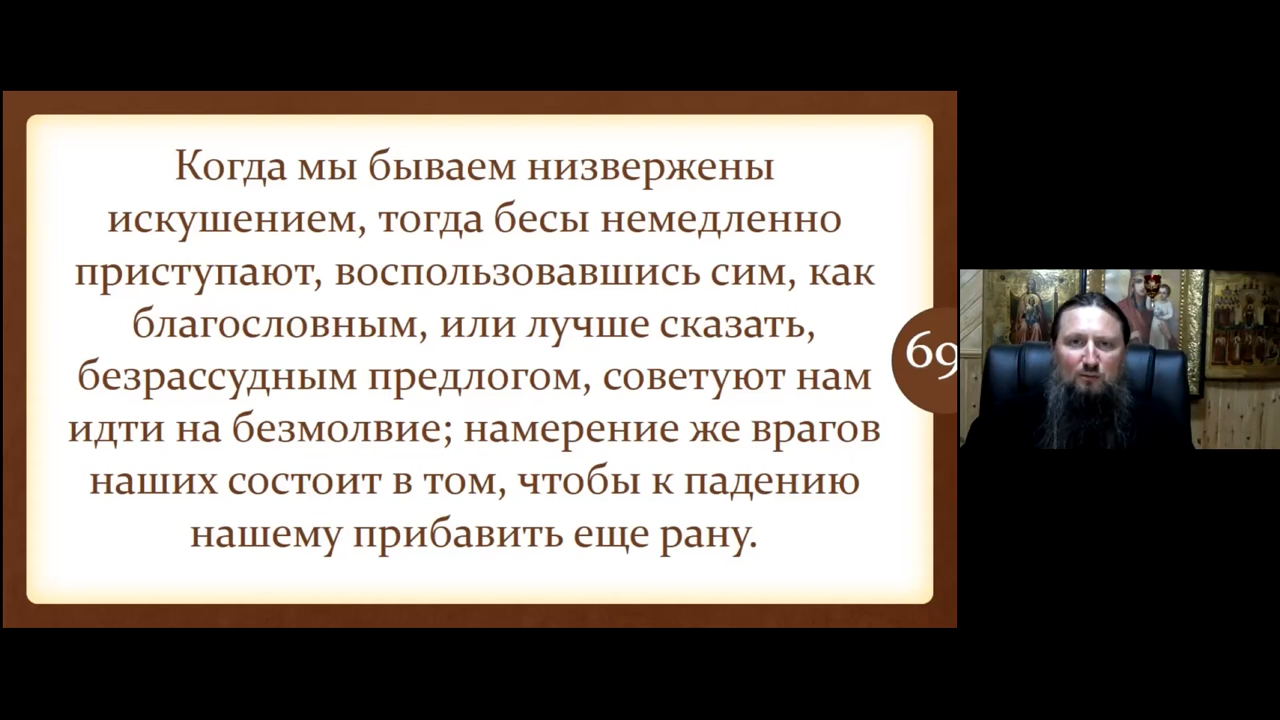 Когда мы бываем низвержены
искушением, тогда бесы немедленно
приступают, воспользовавшись сим, как
благословным, или лучше сказать,
безрассудным предлогом, советуют нам
идти на безмолвие; намерение же врагов
наших состоит в том, чтобы к падению
нашему прибавить еще рану.
69